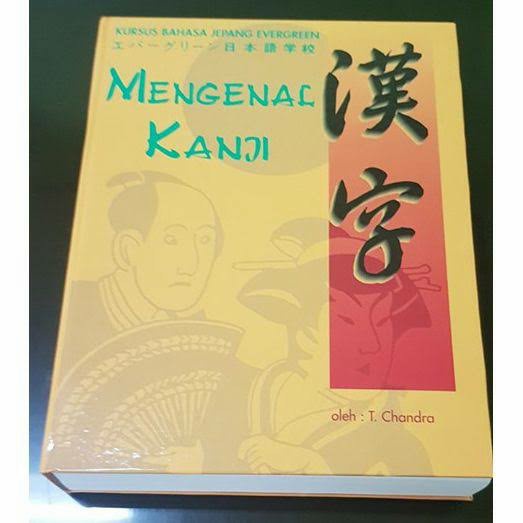 KURSUS BAHASA JEPANG EVERGREEN
エバーグリーン日本語学校
MENGENAL
KANJI
漢
字
oleh : T. Chandra